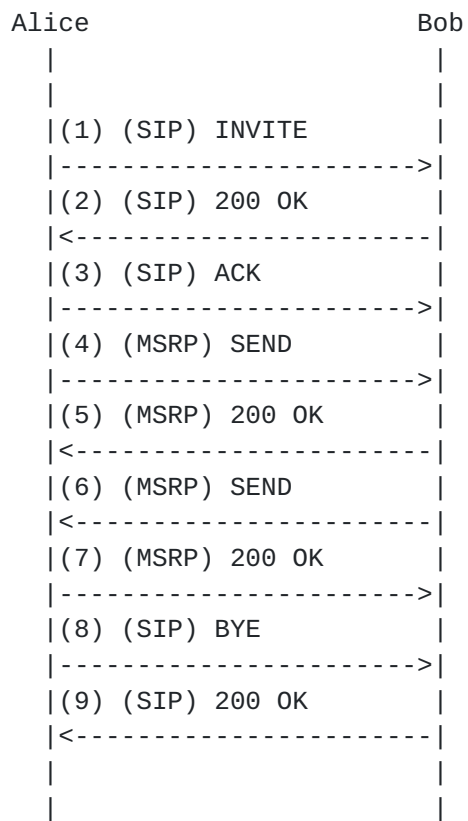 Alice Bob
(1) (SIP) INVITE
(2) (SIP) 200 OK
(3) (SIP) ACK
(4) (MSRP) SEND
(5) (MSRP) 200 OK
(6) (MSRP) SEND
(7) (MSRP) 200 OK
(8) (SIP) BYE
(9) (SIP) 200 OK